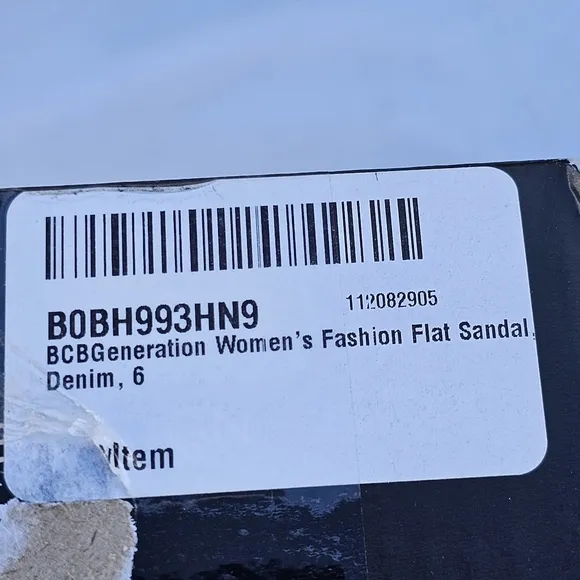 B0BH993HN9
112082905
BCBGeneration Women's Fashion Flat Sandal,
Denim, 6